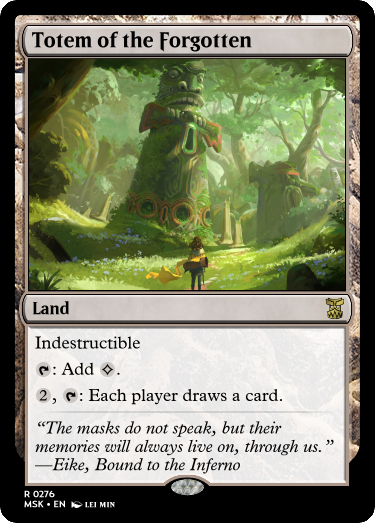 Totem of the Forgotten
Land
Indestructible
: Add .
2, : Each player draws a card.
“The masks do not speak, but their
memories will always live on, through us.”
—Eike, Bound to the Inferno
R 0276
MSK • EN LEI MIN